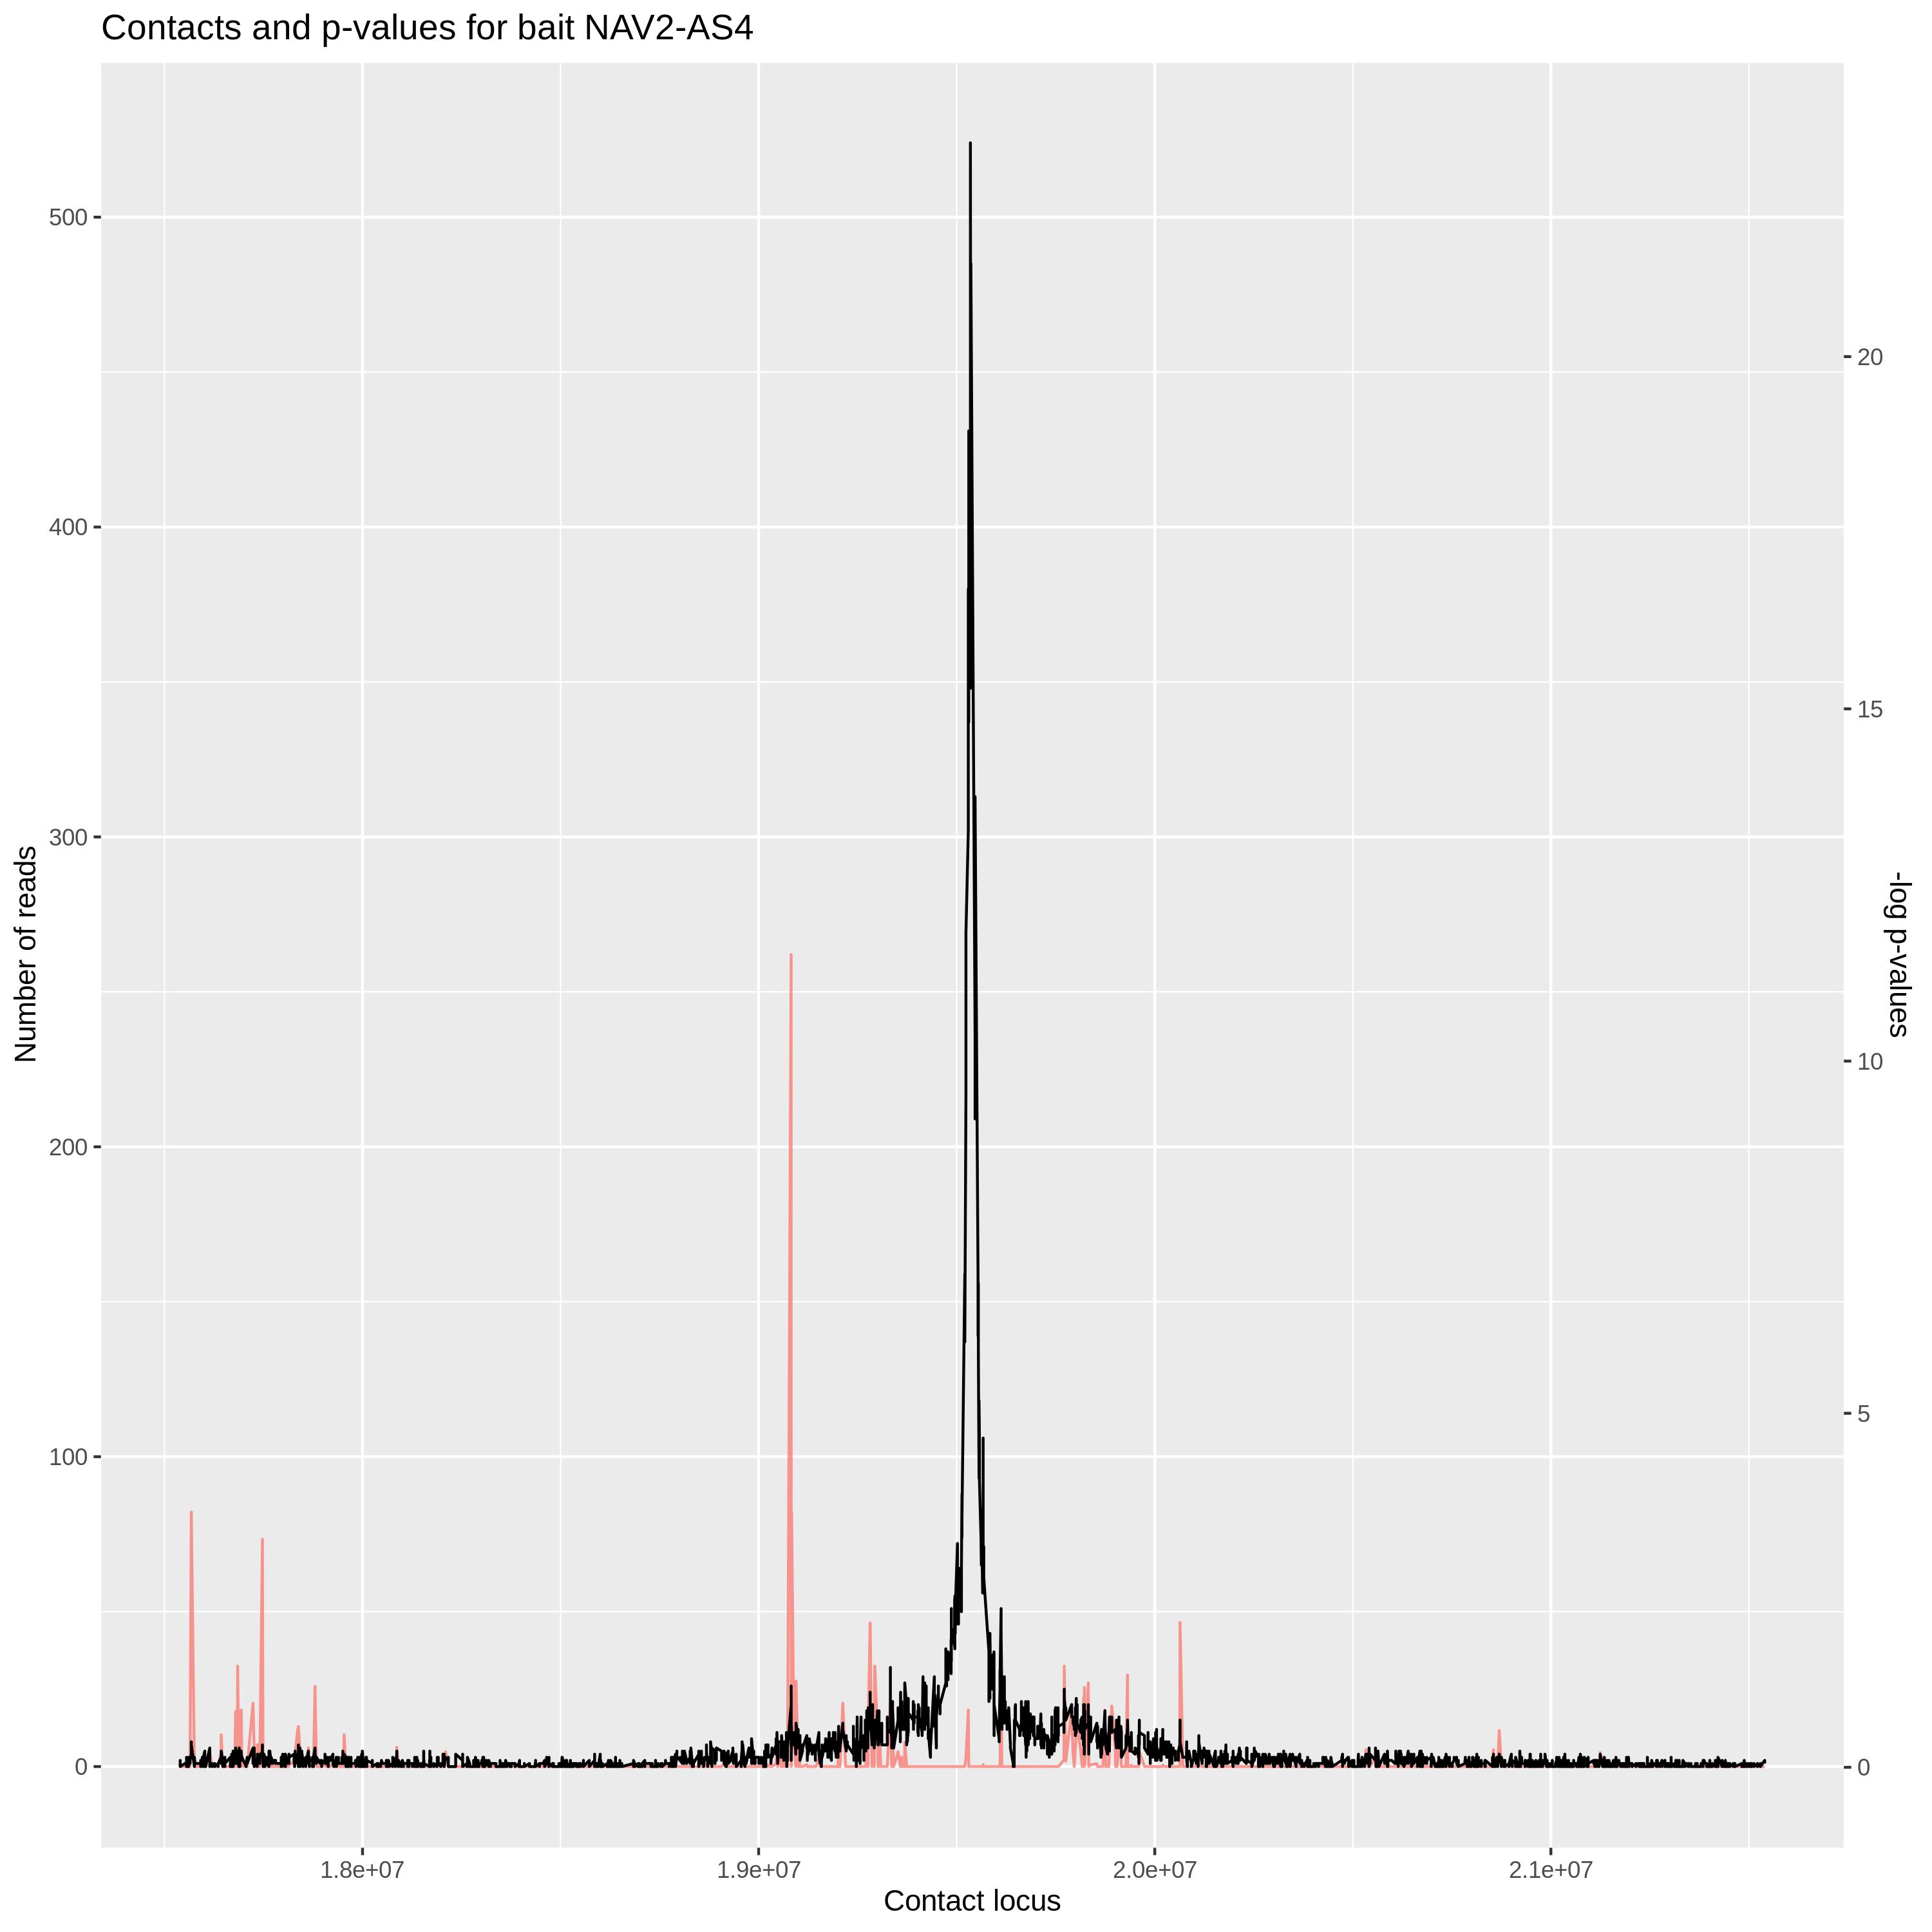 Contacts and p-values for bait NAV2-AS4
500
400
300
200
100
0
Number of reads
20
15
10
5
0
-log p-values
1.8e+07
1.9e+07
2.0e+07
2.1e+07
Contact locus